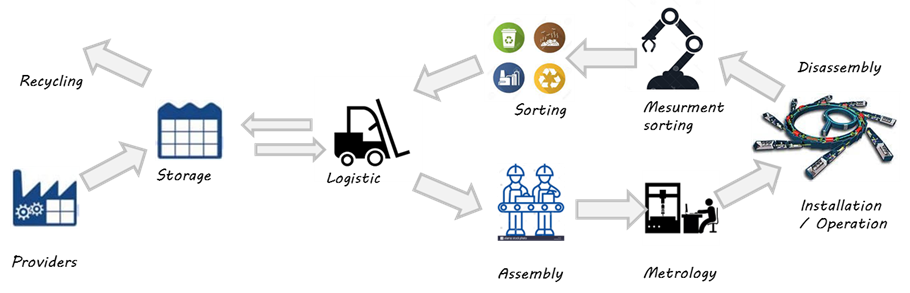 Recycling
Storage
Providers
Logistic
Sorting
Mesurment
sorting
Disassembly
Assembly
Metrology
Installation
/ Operation